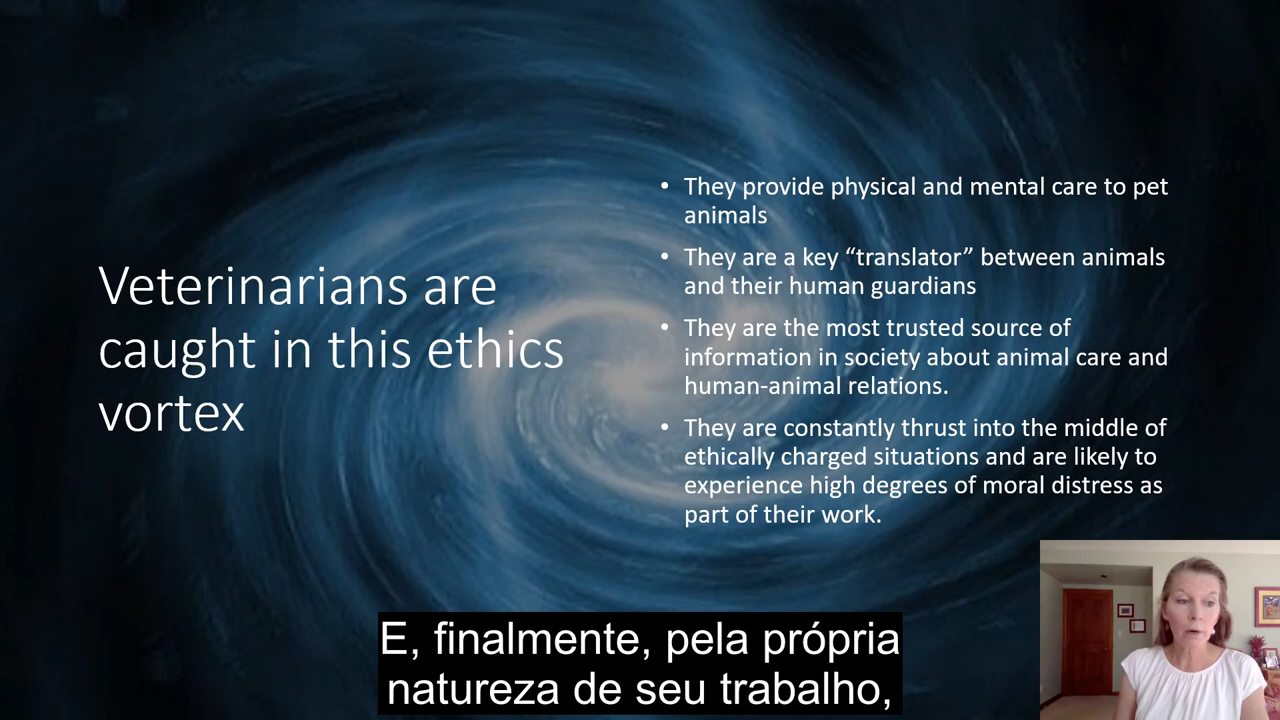 Veterinarians are
caught in this ethics
vortex
• They provide physical and mental care to pet
animals
• They are a key “translator” between animals
and their human guardians
• They are the most trusted source of
information in society about animal care and
human-animal relations.
• They are constantly thrust into the middle of
ethically charged situations and are likely to
experience high degrees of moral distress as
part of their work.
E, finalmente, pela própria
natureza de seu trabalho,